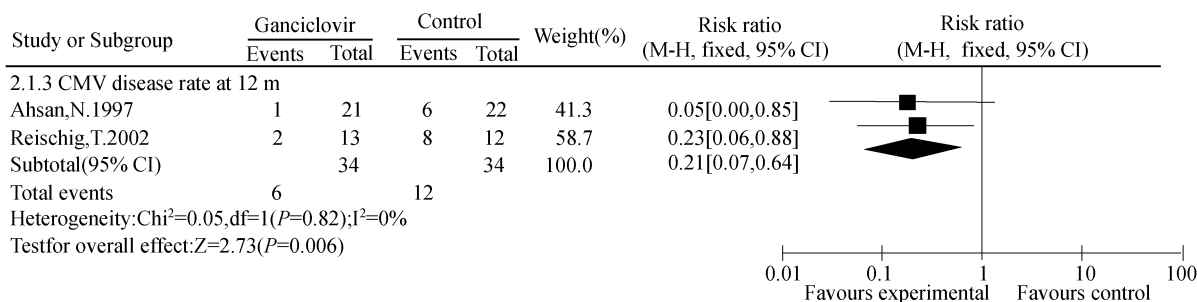 Study or Subgroup Ganciclovir Control Weight(%) Risk ratio Risk ratio
Events Total Events Total (M-H, fixed, 95% CI) (M-H, fixed, 95% CI)
2.1.3 CMV disease rate at 12 m
Ahsan,N.1997 1 21 6 22 41.3 0.05[0.00,0.85]
Reischig,T.2002 2 13 8 12 58.7 0.23[0.06,0.88]
Subtotal(95% CI) 34 34 100.0 0.21[0.07,0.64]
Total events 6 12
Heterogeneity:Chi²=0.05,df=1(P=0.82);I²=0%
Testfor overall effect:Z=2.73(P=0.006)
0.01 0.1 1 10 100
Favours experimental Favours control